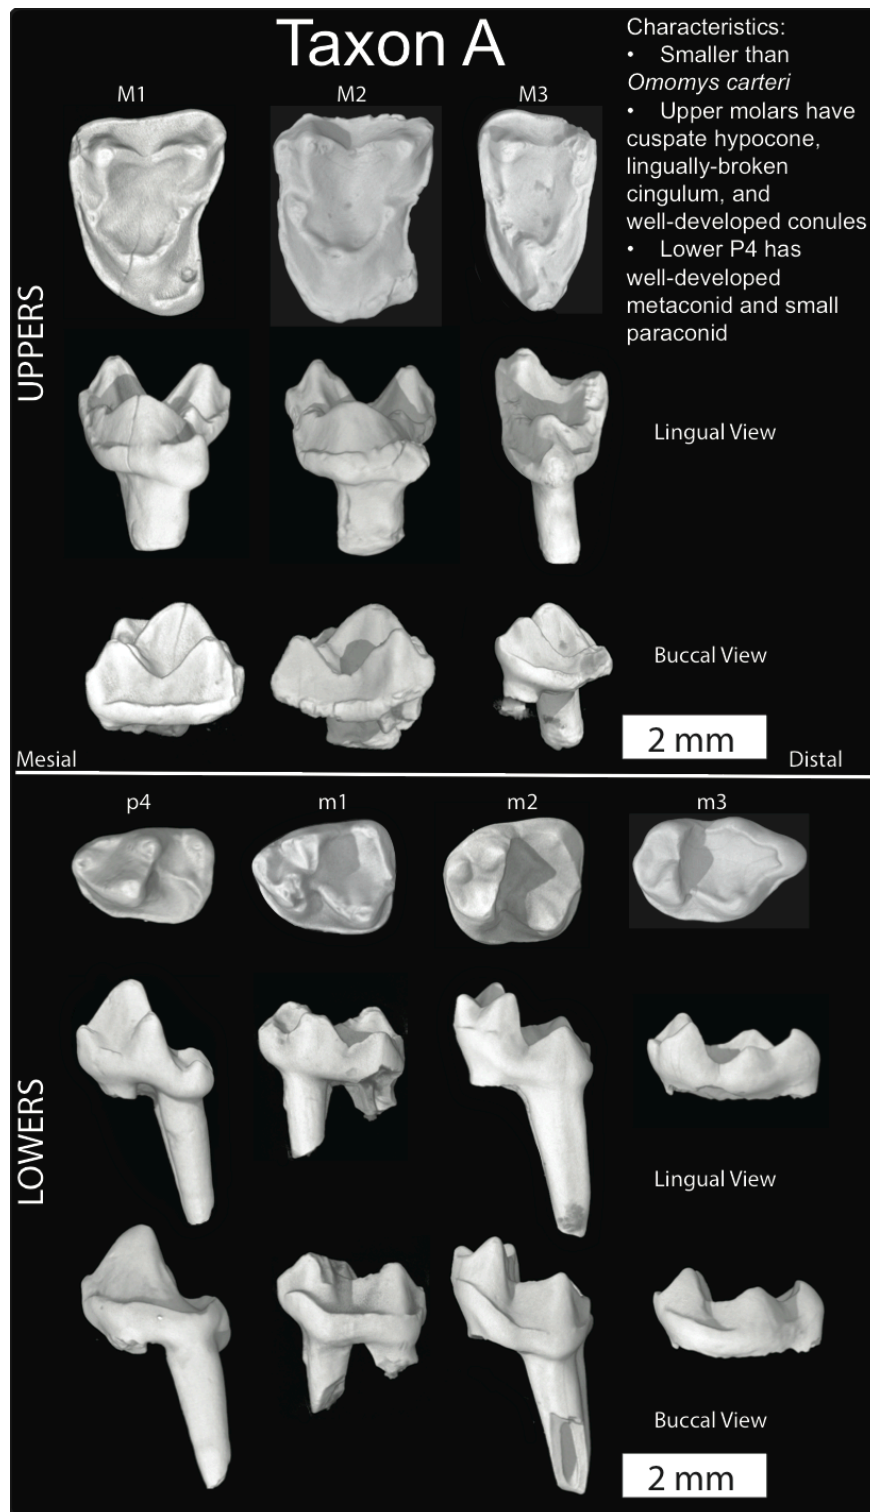 Taxon A
Characteristics:
• Smaller than
Omomys carteri
• Upper molars have
cuspate hypocone,
lingually-broken
cingulum, and
well-developed conules
• Lower P4 has
well-developed
metaconid and small
paraconid
M1 M2 M3
UPPERS
Lingual View
Buccal View
2 mm
Mesial Distal
p4 m1 m2 m3
LOWERS
Lingual View
Buccal View
2 mm